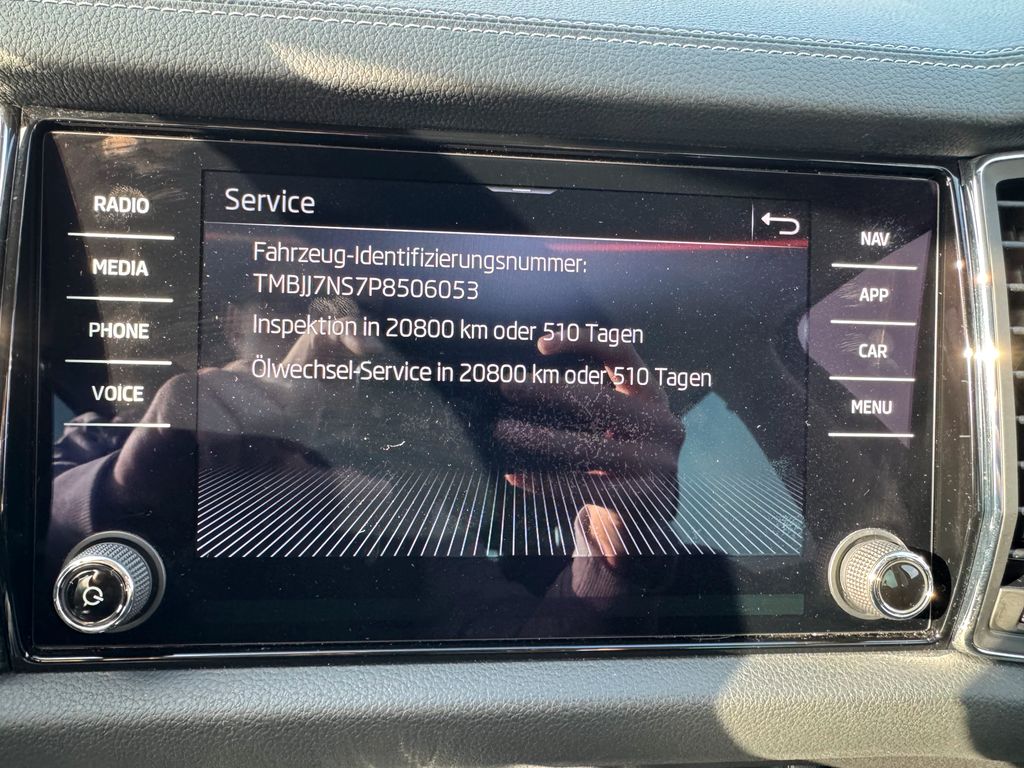 Service
RADIO
MEDIA
PHONE
VOICE
Fahrzeug-Identifizierungsnummer:
TMBJJ7NS7P8506053
Inspektion in 20800 km oder 510 Tagen
Ölwechsel-Service in 20800 km oder 510 Tagen
NAV
APP
CAR
MENU